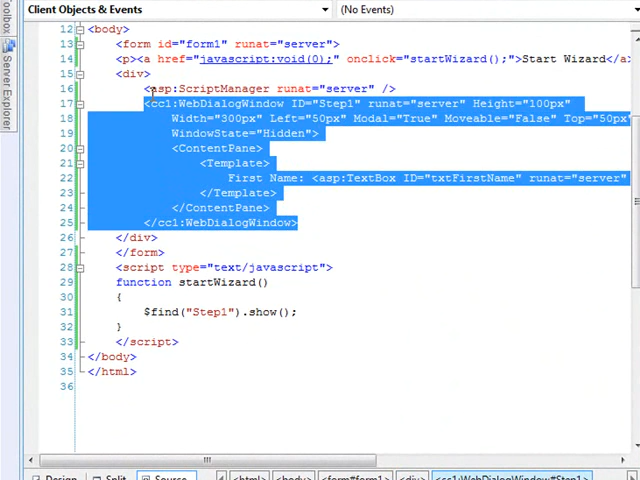 Client Objects & Events
(No Events)
Toolbox
Server Explorer
12 <body>
13 <form id="form1" runat="server">
14 <p><a href="javascript:void(0);" onclick="startWizard();">Start Wizard</a>
15 <div>
16 <asp:ScriptManager runat="server" />
17 <cc1:WebDialogWindow ID="Step1" runat="server" Height="100px"
18 Width="300px" Left="50px" Modal="True" Moveable="False" Top="50px"
19 WindowState="Hidden">
20 <ContentPane>
21 <Template>
22 First Name: <asp:TextBox ID="txtFirstName" runat="server"
23 </Template>
24 </ContentPane>
25 </cc1:WebDialogWindow>
26 </div>
27 </form>
28 <script type="text/javascript">
29 function startWizard()
30 {
31 $find("Step1").show();
32 }
33 </script>
34 </body>
35 </html>
36
Design Split Source <html> <body> <form#form1> <div> <cc1:WebDialogWindow#Step1>